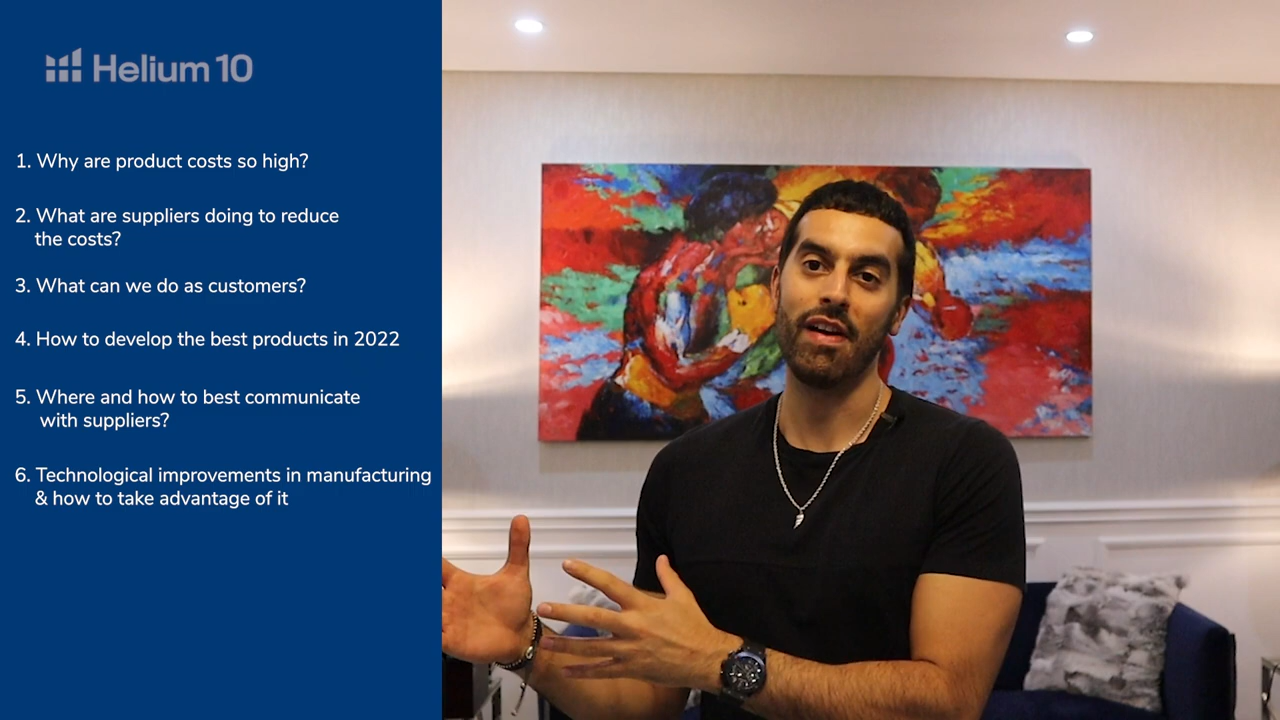 Helium 10
1. Why are product costs so high?
2. What are suppliers doing to reduce
the costs?
3. What can we do as customers?
4. How to develop the best products in 2022
5. Where and how to best communicate
with suppliers?
6. Technological improvements in manufacturing
& how to take advantage of it